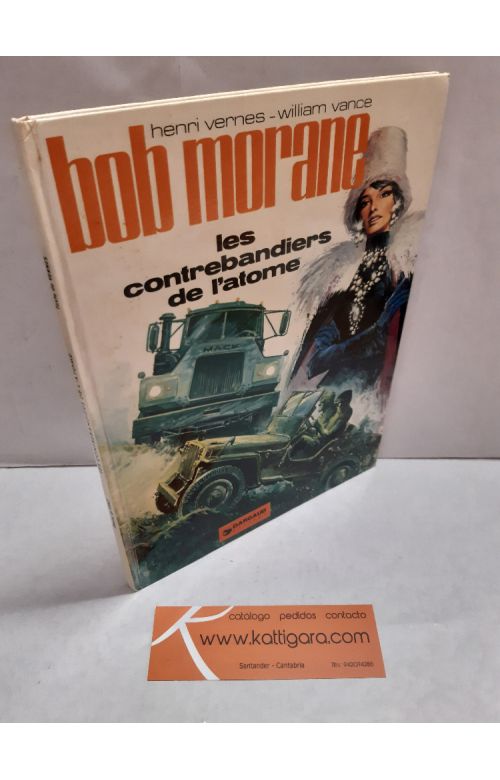 henri vernes - william vance
bob morane
les
contrebandiers
de l'atome
MACK
DARGAUD
catálogo pedidos contacto
www.kattigara.com
Santander - Cantabria